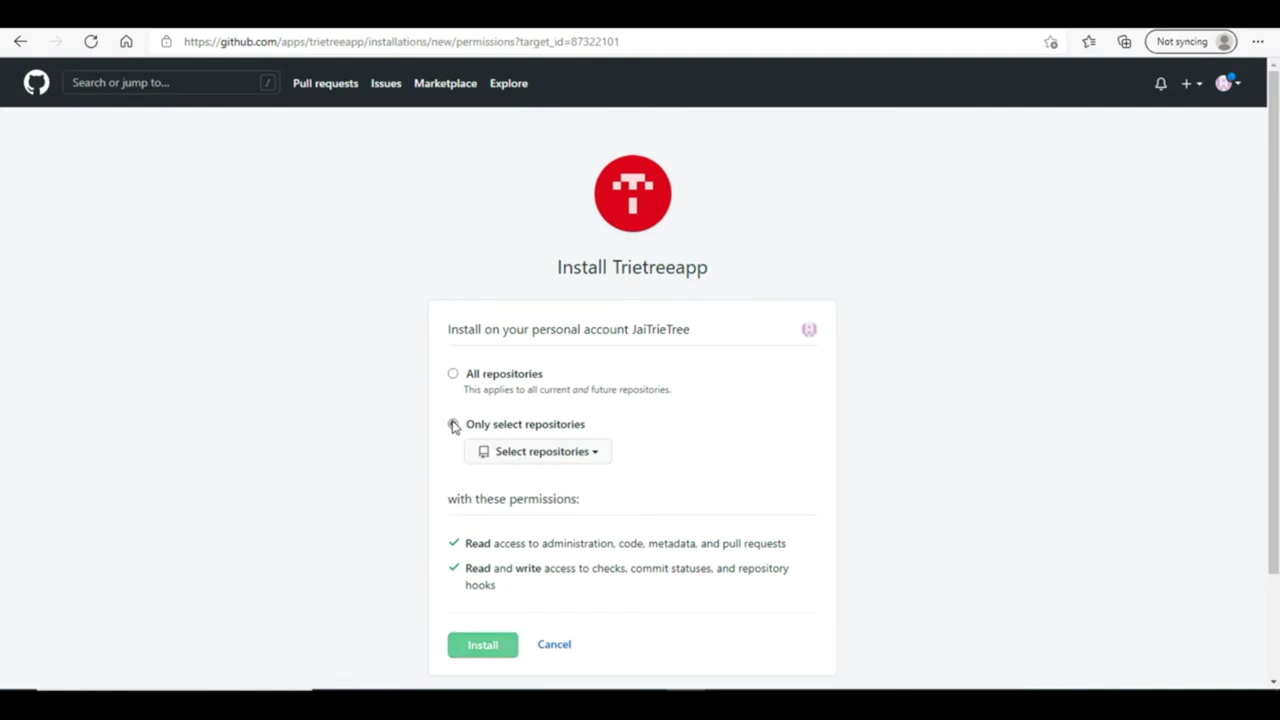 https://github.com/apps/trietreeapp/installations/new/permissions?target_id=87322101
Not syncing
Search or jump to...
/
Pull requests
Issues
Marketplace
Explore
Install Trietreeapp
Install on your personal account JaiTrieTree
All repositories
This applies to all current and future repositories.
Only select repositories
Select repositories
with these permissions:
Read access to administration, code, metadata, and pull requests
Read and write access to checks, commit statuses, and repository
hooks
Install
Cancel